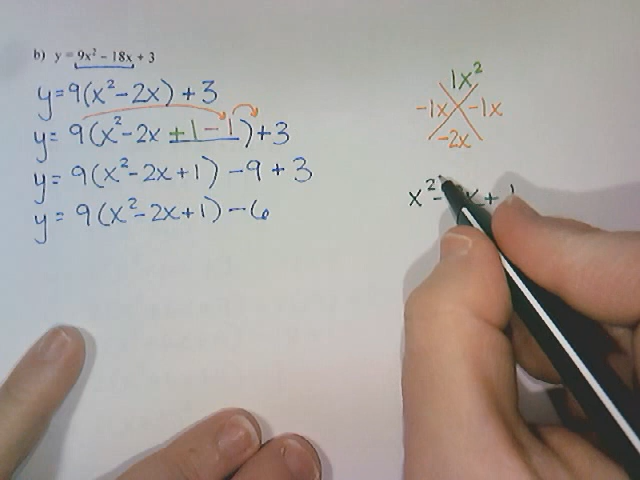 b) y = 9x² − 18x + 3
y = 9(x² − 2x) + 3
y = 9(x² − 2x + 1 − 1) + 3
y = 9(x² − 2x + 1) − 9 + 3
y = 9(x² − 2x + 1) − 6
1x²
−1x −1x
−2x
x² − x +